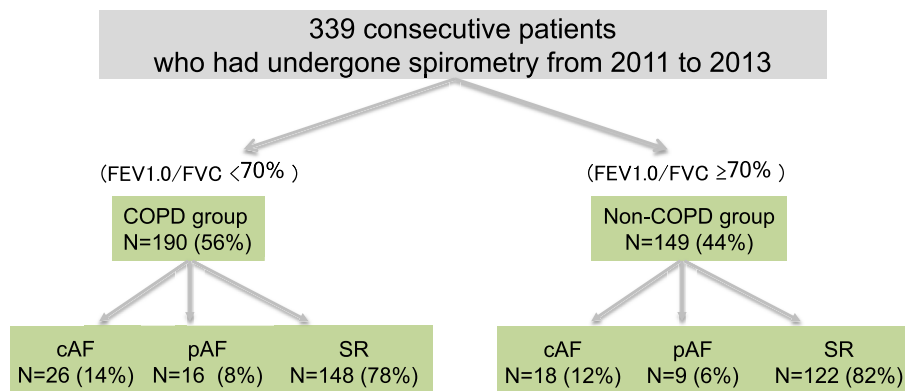 339 consecutive patients
who had undergone spirometry from 2011 to 2013
(FEV1.0/FVC <70% )
(FEV1.0/FVC ≥70% )
COPD group
N=190 (56%)
Non-COPD group
N=149 (44%)
cAF
N=26 (14%)
pAF
N=16 (8%)
SR
N=148 (78%)
cAF
N=18 (12%)
pAF
N=9 (6%)
SR
N=122 (82%)